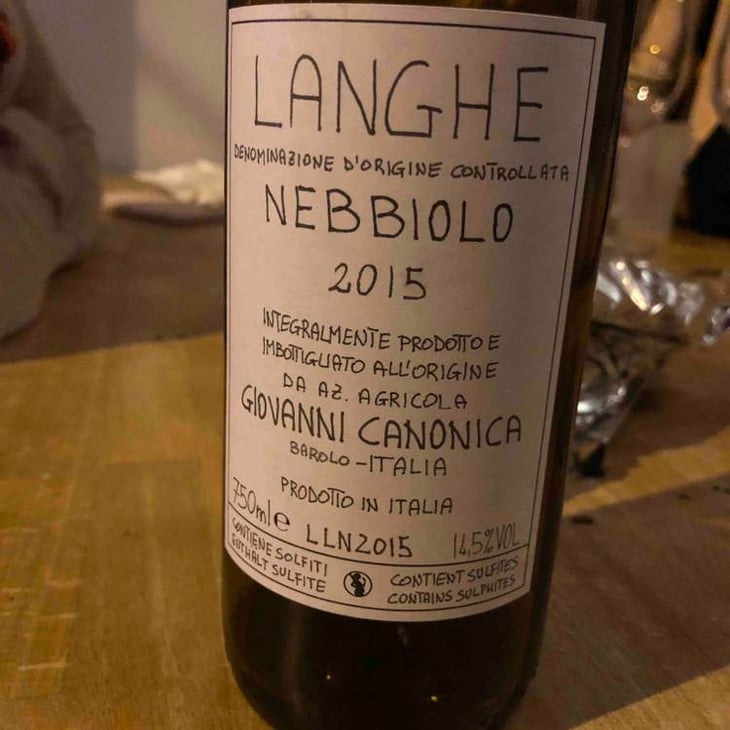 LANGHE
DENOMINAZIONE D'ORIGINE CONTROLLATA
NEBBIOLO
2015
INTEGRALMENTE PRODOTTO E
IMBOTTIGLIATO ALL'ORIGINE
DA AZ. AGRICOLA
GIOVANNI CANONICA
BAROLO - ITALIA
PRODOTTO IN ITALIA
750ml e LLN2015 14,5% VOL
CONTIENE SOLFITI
ENTHÄLT SULFITE
CONTIENT SULFITES
CONTAINS SULPHITES